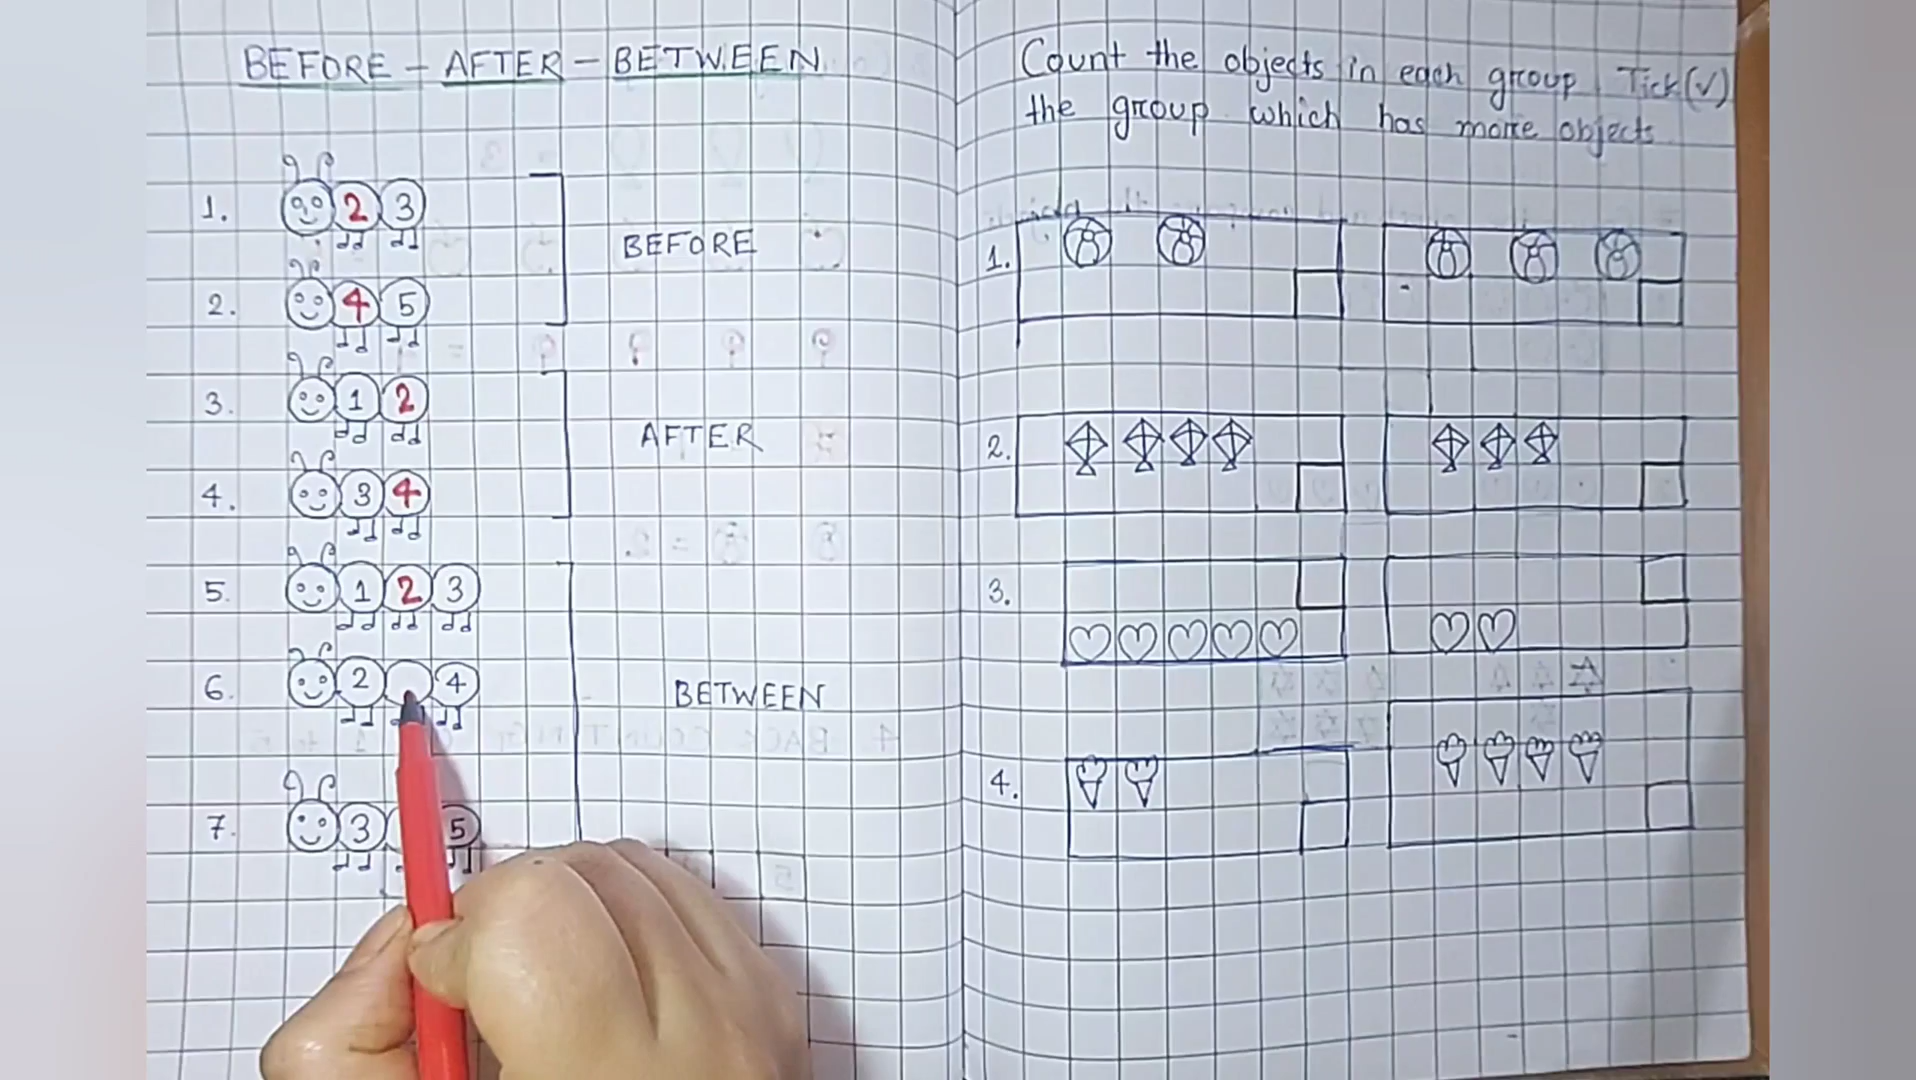 BEFORE - AFTER - BETWEEN
1. 2 3
2. 4 5
BEFORE
3. 1 2
4. 3 4
AFTER
5. 1 2 3
6. 2 4
7. 3 5
BETWEEN
Count the objects in each group. Tick(√)
the group which has more objects
1.
2.
3.
4.